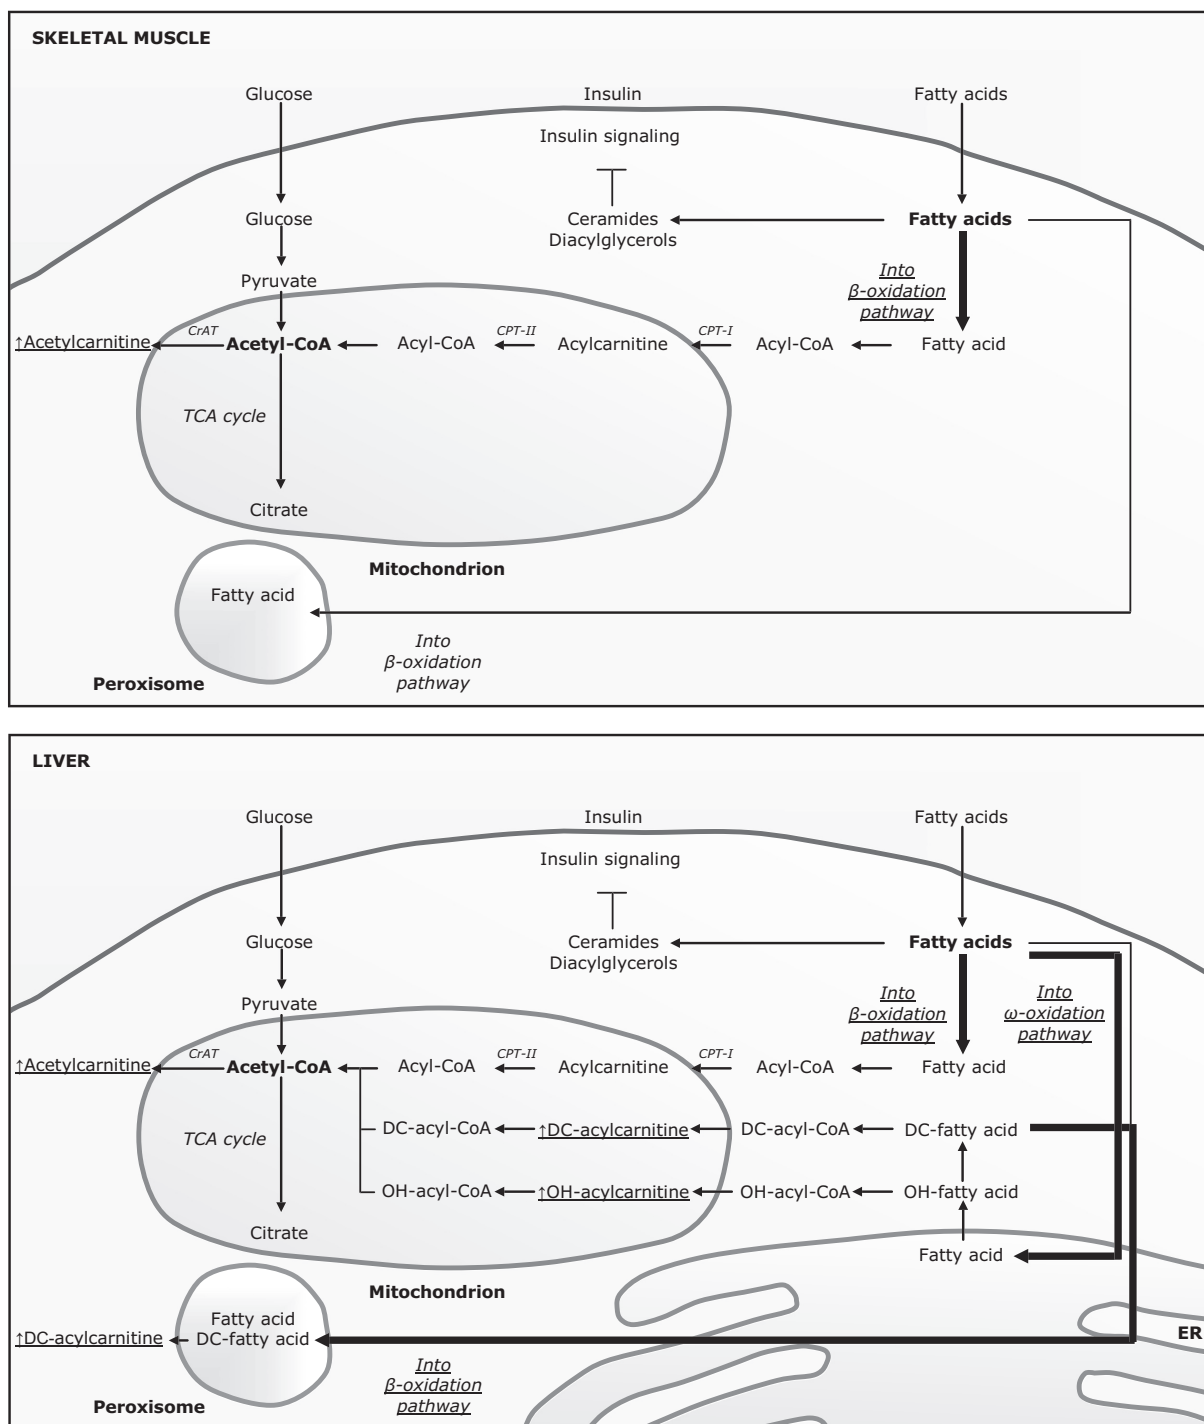 SKELETAL MUSCLE
Glucose
Insulin
Fatty acids
Insulin signaling
Glucose
Ceramides
Diacylglycerols
Fatty acids
Into
β-oxidation
pathway
Pyruvate
↑Acetylcarnitine
CrAT
Acetyl-CoA
Acyl-CoA
CPT-II
Acylcarnitine
CPT-I
Acyl-CoA
Fatty acid
TCA cycle
Citrate
Mitochondrion
Fatty acid
Into
β-oxidation
pathway
Peroxisome
LIVER
Glucose
Insulin
Fatty acids
Insulin signaling
Glucose
Ceramides
Diacylglycerols
Fatty acids
Into
β-oxidation
pathway
Into
ω-oxidation
pathway
Pyruvate
↑Acetylcarnitine
CrAT
Acetyl-CoA
Acyl-CoA
CPT-II
Acylcarnitine
CPT-I
Acyl-CoA
Fatty acid
TCA cycle
DC-acyl-CoA
↑DC-acylcarnitine
DC-acyl-CoA
DC-fatty acid
OH-acyl-CoA
↑OH-acylcarnitine
OH-acyl-CoA
OH-fatty acid
Citrate
Fatty acid
Mitochondrion
Fatty acid
↑DC-acylcarnitine
DC-fatty acid
ER
Into
β-oxidation
pathway
Peroxisome